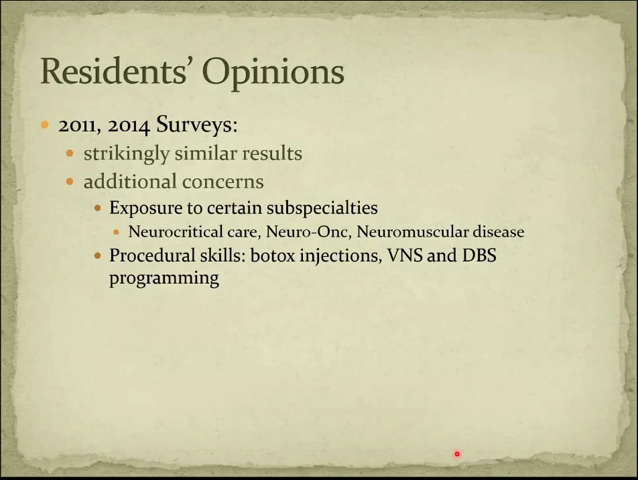 Residents' Opinions
2011, 2014 Surveys:
strikingly similar results
additional concerns
Exposure to certain subspecialties
Neurocritical care, Neuro-Onc, Neuromuscular disease
Procedural skills: botox injections, VNS and DBS
programming